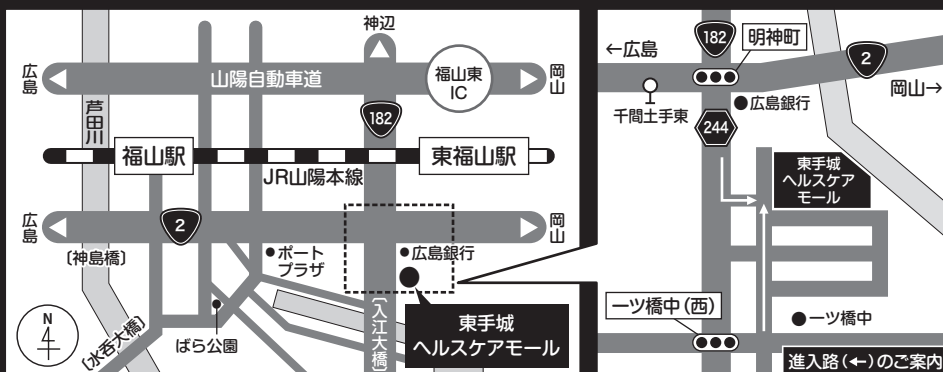 神辺
広島
山陽自動車道
福山東
IC
岡山
芦田川
182
福山駅
東福山駅
JR山陽本線
広島
2
岡山
〔神島橋〕
ポート
プラザ
広島銀行
N
〔水呑大橋〕
ばら公園
〔入江大橋〕
東手城
ヘルスケアモール
182
明神町
←広島
2
岡山→
千間土手東
広島銀行
244
東手城
ヘルスケア
モール
一ツ橋中(西)
一ツ橋中
進入路(←)のご案内